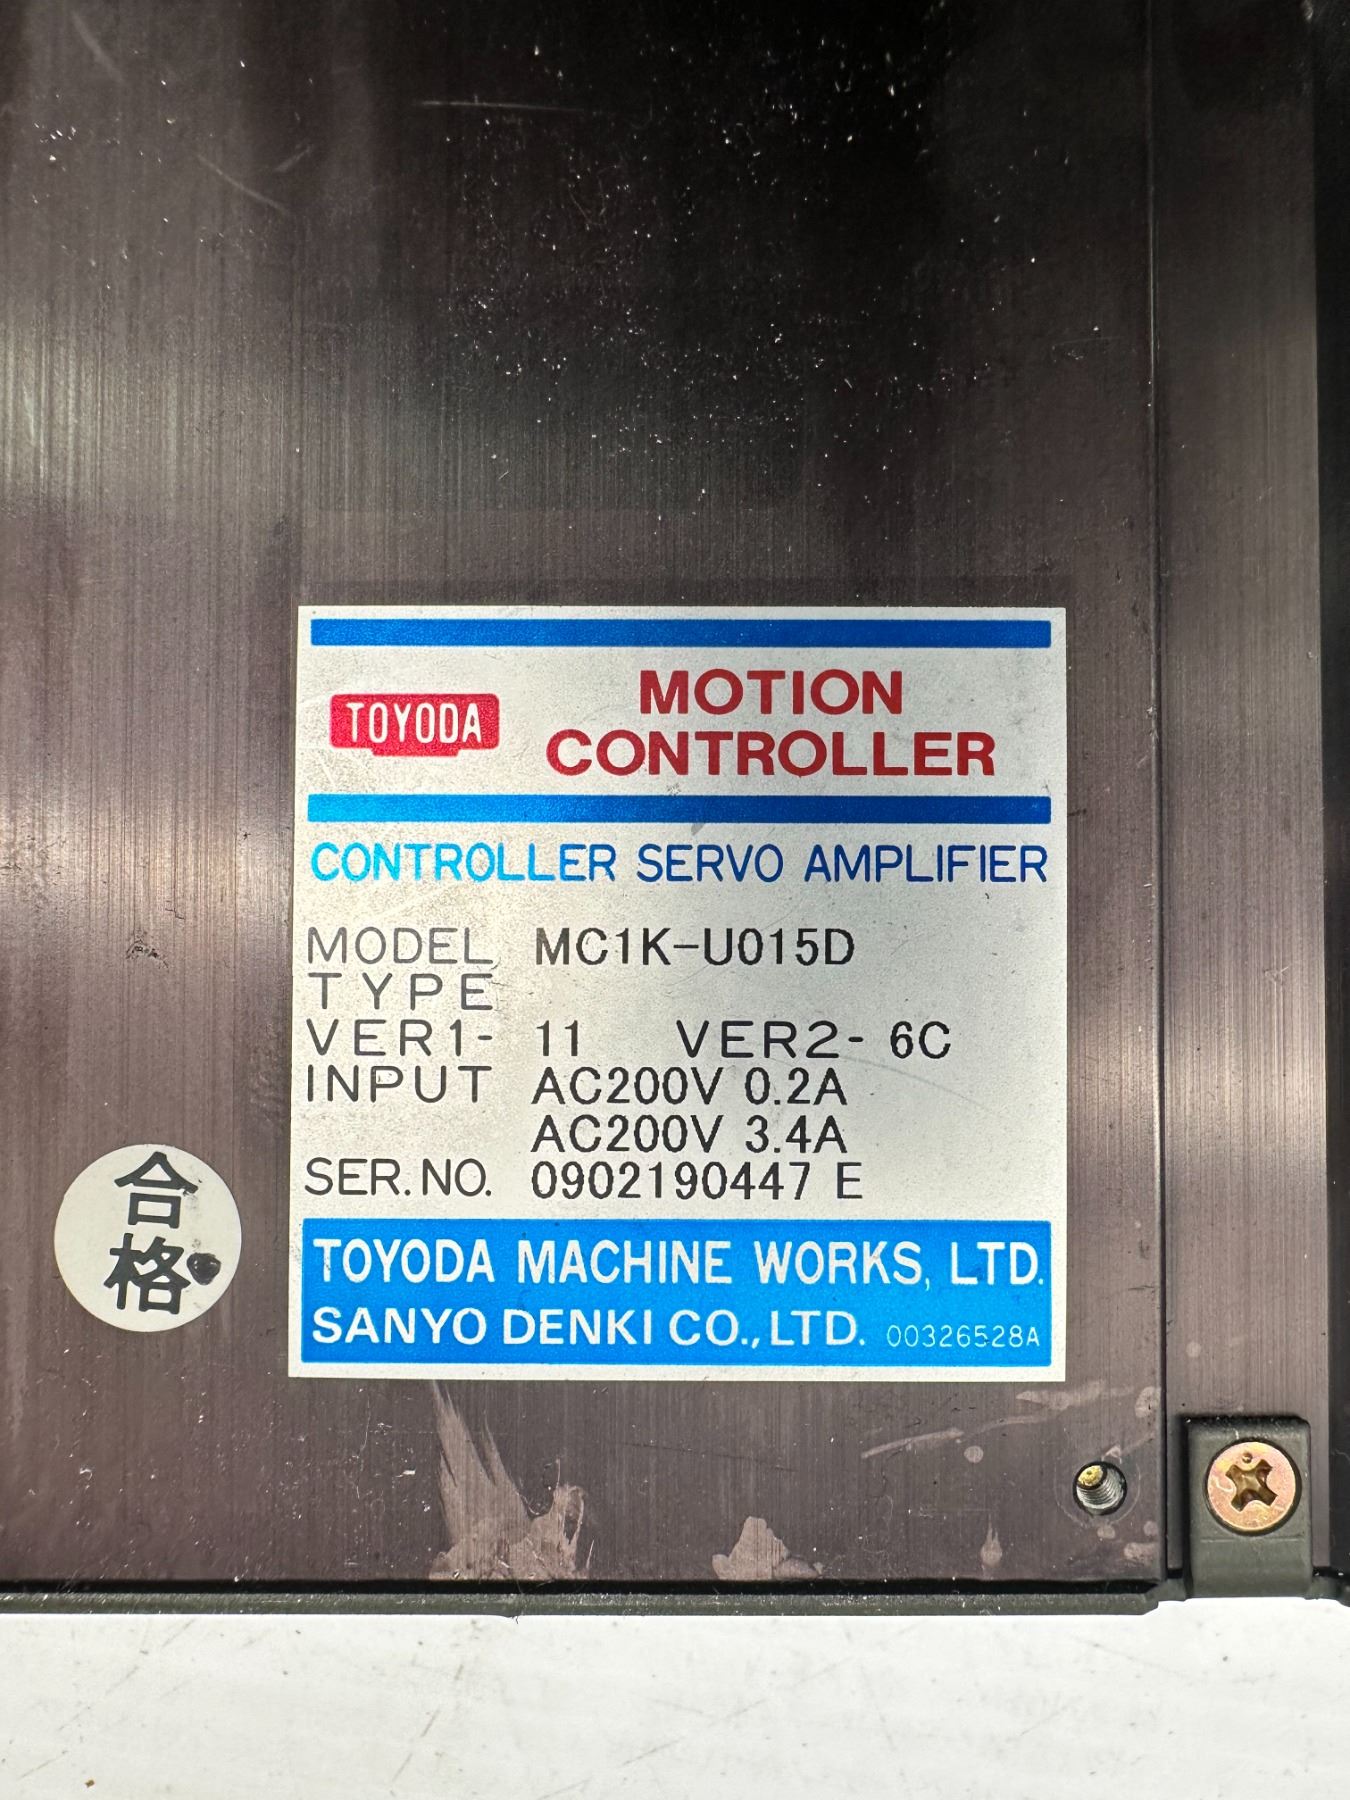 TOYODA
MOTION
CONTROLLER
CONTROLLER SERVO AMPLIFIER
MODEL MC1K-U015D
TYPE
VER1- 11 VER2- 6C
INPUT AC200V 0.2A
AC200V 3.4A
SER.NO. 0902190447 E
TOYODA MACHINE WORKS, LTD.
SANYO DENKI CO., LTD. 00326528A
合格